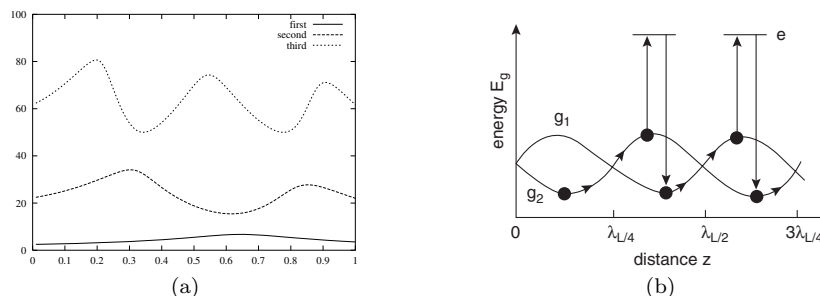 100
80
60
40
20
0
first
second
third
0 0.1 0.2 0.3 0.4 0.5 0.6 0.7 0.8 0.9 1
(a)
energy E_g
e
g_1
g_2
0 λ_L/4 λ_L/2 3λ_L/4
distance z
(b)